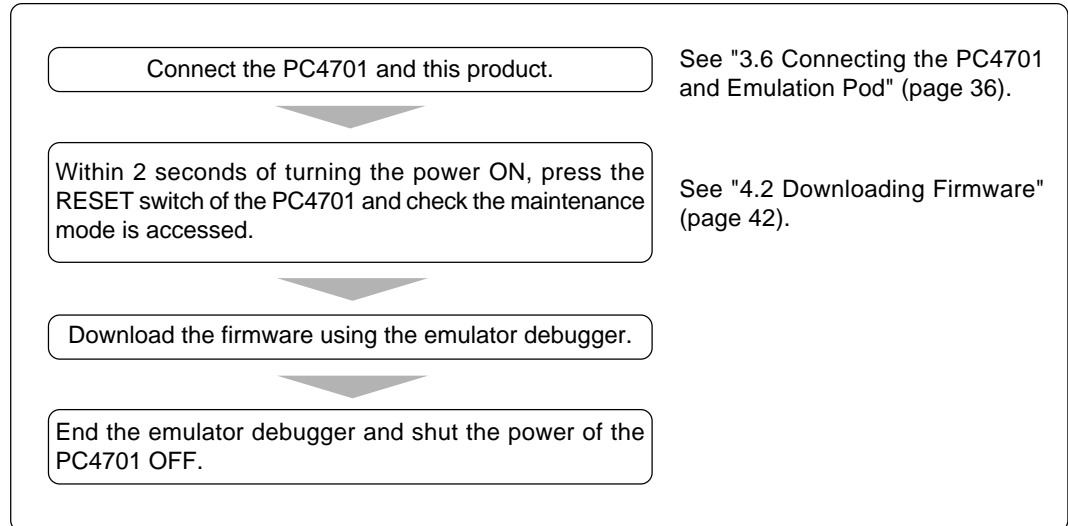 Connect the PC4701 and this product.
See "3.6 Connecting the PC4701
and Emulation Pod" (page 36).
Within 2 seconds of turning the power ON, press the
RESET switch of the PC4701 and check the maintenance
mode is accessed.
See "4.2 Downloading Firmware"
(page 42).
Download the firmware using the emulator debugger.
End the emulator debugger and shut the power of the
PC4701 OFF.